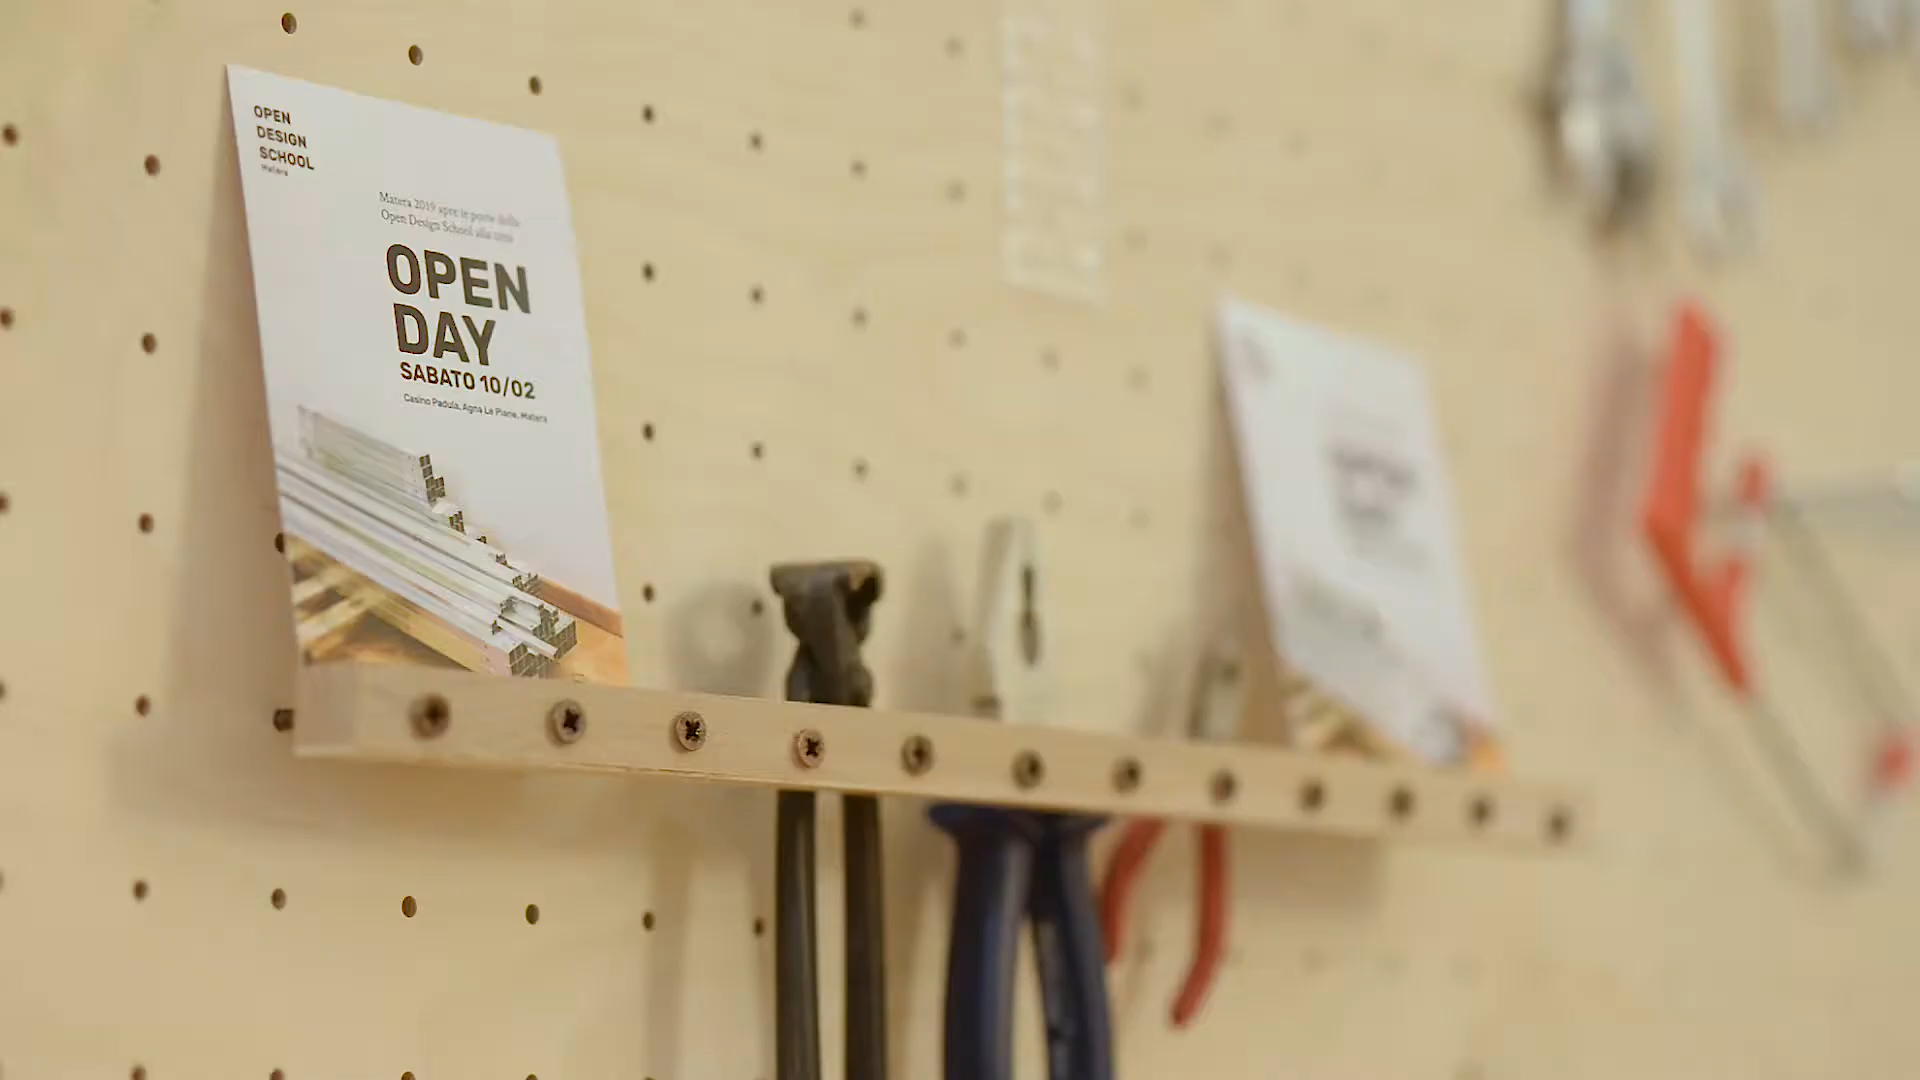 OPEN
DESIGN
SCHOOL
Matera
Matera 2019 apre le porte della
Open Design School alla città
OPEN
DAY
SABATO 10/02
Casino Padula, Agna Le Piane, Matera